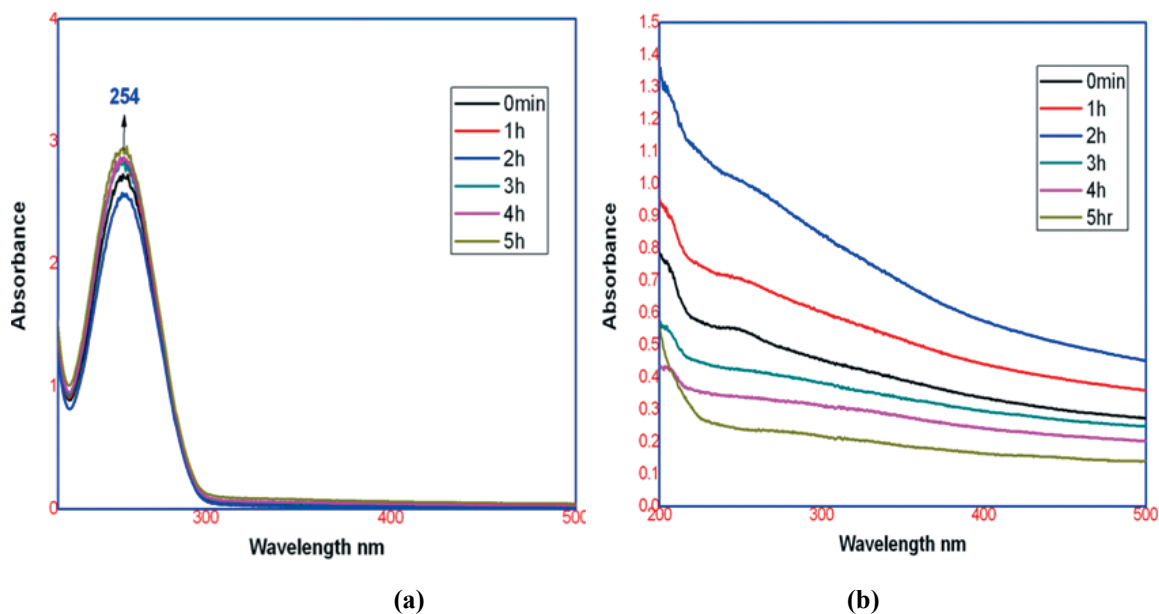 4
3
2
1
0
Absorbance
254
0min
1h
2h
3h
4h
5h
300
400
500
Wavelength nm
(a)
1.5
1.4
1.3
1.2
1.1
1.0
0.9
0.8
0.7
0.6
0.5
0.4
0.3
0.2
0.1
0.0
Absorbance
0min
1h
2h
3h
4h
5hr
200
300
400
500
Wavelength nm
(b)